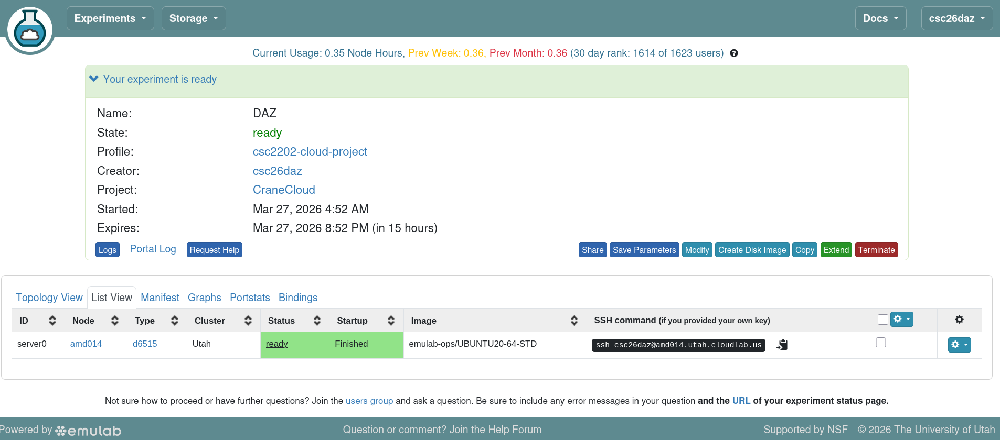 Experiments Storage Docs csc26daz
Current Usage: 0.35 Node Hours, Prev Week: 0.36, Prev Month: 0.36 (30 day rank: 1614 of 1623 users)
Your experiment is ready
Name: DAZ
State: ready
Profile: csc2202-cloud-project
Creator: csc26daz
Project: CraneCloud
Started: Mar 27, 2026 4:52 AM
Expires: Mar 27, 2026 8:52 PM (in 15 hours)
Logs Portal Log Request Help Share Save Parameters Modify Create Disk Image Copy Extend Terminate
Topology View List View Manifest Graphs Portstats Bindings
ID Node Type Cluster Status Startup Image SSH command (if you provided your own key)
server0 amd014 d6515 Utah ready Finished emulab-ops/UBUNTU20-64-STD ssh csc26daz@amd014.utah.cloudlab.us
Not sure how to proceed or have further questions? Join the users group and ask a question. Be sure to include any error messages in your question and the URL of your experiment status page.
Powered by emulab Question or comment? Join the Help Forum Supported by NSF © 2026 The University of Utah